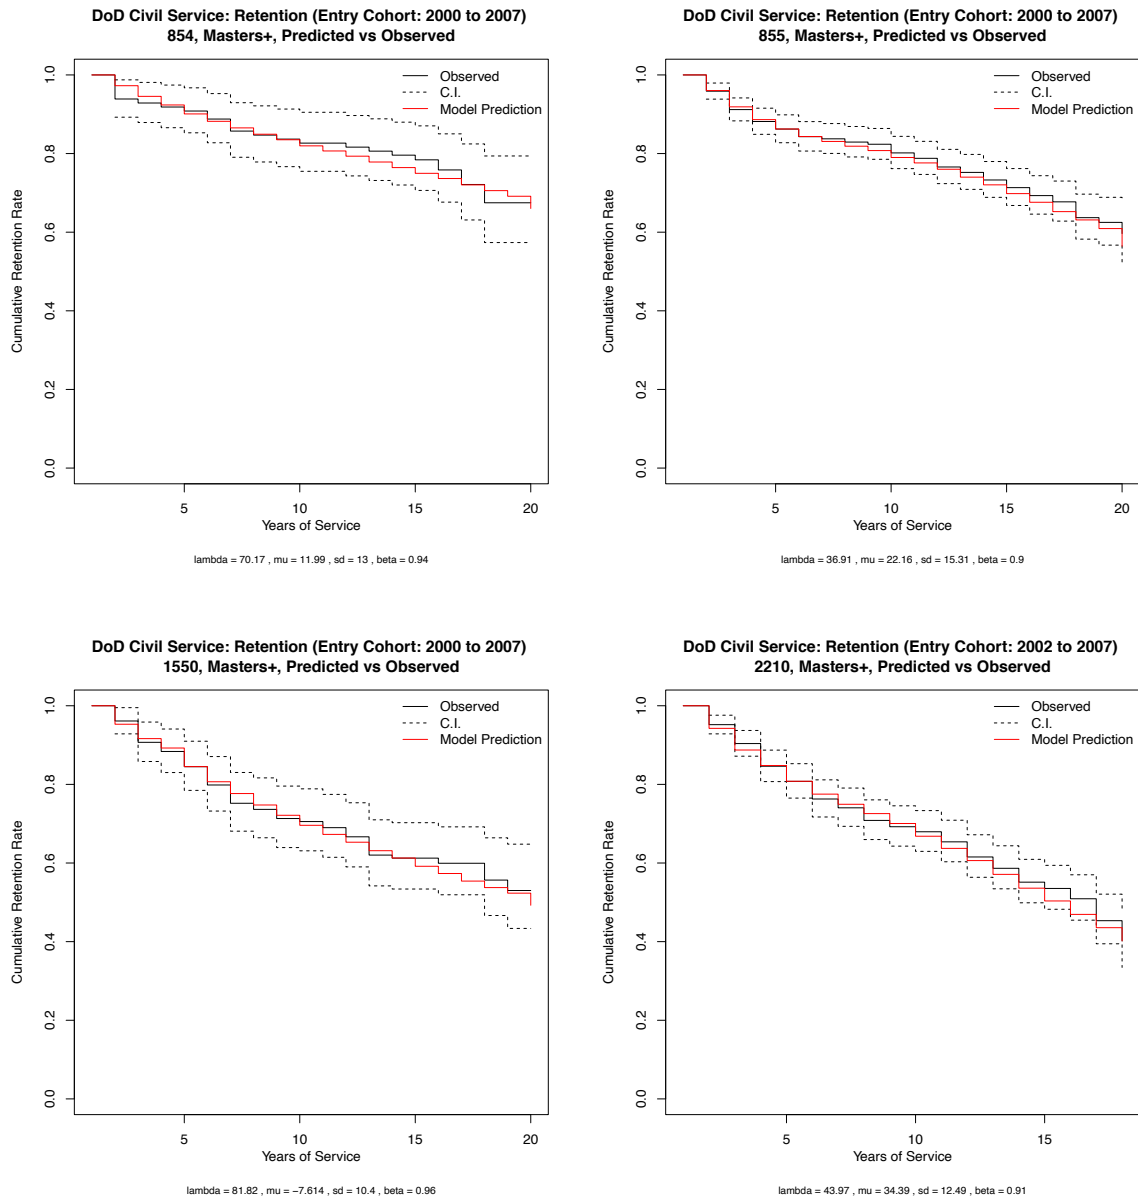 DoD Civil Service: Retention (Entry Cohort: 2000 to 2007)
854, Masters+, Predicted vs Observed
Observed
C.I.
Model Prediction
1.0
0.8
0.6
0.4
0.2
0.0
Cumulative Retention Rate
5 10 15 20
Years of Service
lambda = 70.17 , mu = 11.99 , sd = 13 , beta = 0.94
DoD Civil Service: Retention (Entry Cohort: 2000 to 2007)
855, Masters+, Predicted vs Observed
Observed
C.I.
Model Prediction
1.0
0.8
0.6
0.4
0.2
0.0
Cumulative Retention Rate
5 10 15 20
Years of Service
lambda = 36.91 , mu = 22.16 , sd = 15.31 , beta = 0.9
DoD Civil Service: Retention (Entry Cohort: 2000 to 2007)
1550, Masters+, Predicted vs Observed
Observed
C.I.
Model Prediction
1.0
0.8
0.6
0.4
0.2
0.0
Cumulative Retention Rate
5 10 15 20
Years of Service
lambda = 81.82 , mu = −7.614 , sd = 10.4 , beta = 0.96
DoD Civil Service: Retention (Entry Cohort: 2002 to 2007)
2210, Masters+, Predicted vs Observed
Observed
C.I.
Model Prediction
1.0
0.8
0.6
0.4
0.2
0.0
Cumulative Retention Rate
5 10 15
Years of Service
lambda = 43.97 , mu = 34.39 , sd = 12.49 , beta = 0.91